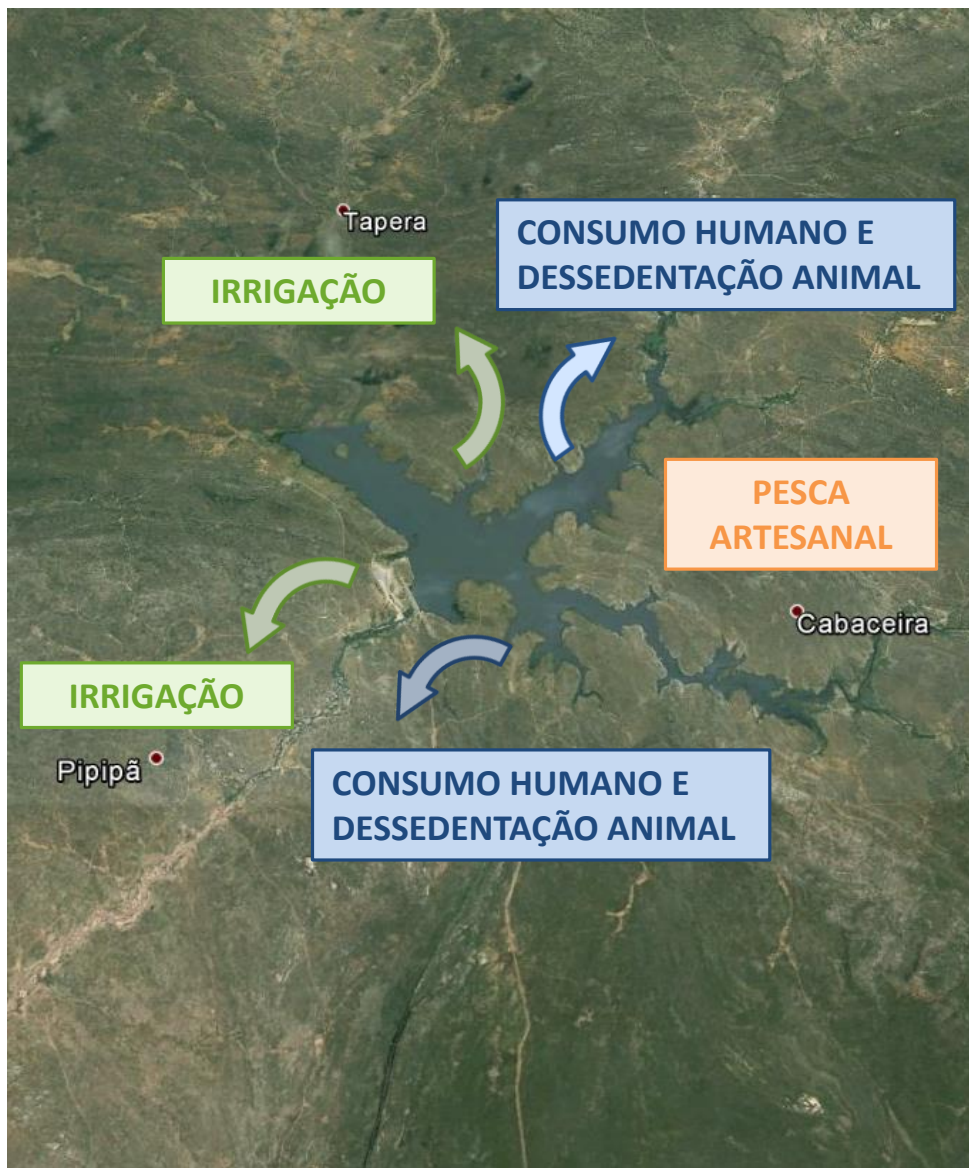 Tapera
CONSUMO HUMANO E
DESSEDENTAÇÃO ANIMAL
IRRIGAÇÃO
PESCA
ARTESANAL
Cabaceira
IRRIGAÇÃO
Pipipã
CONSUMO HUMANO E
DESSEDENTAÇÃO ANIMAL